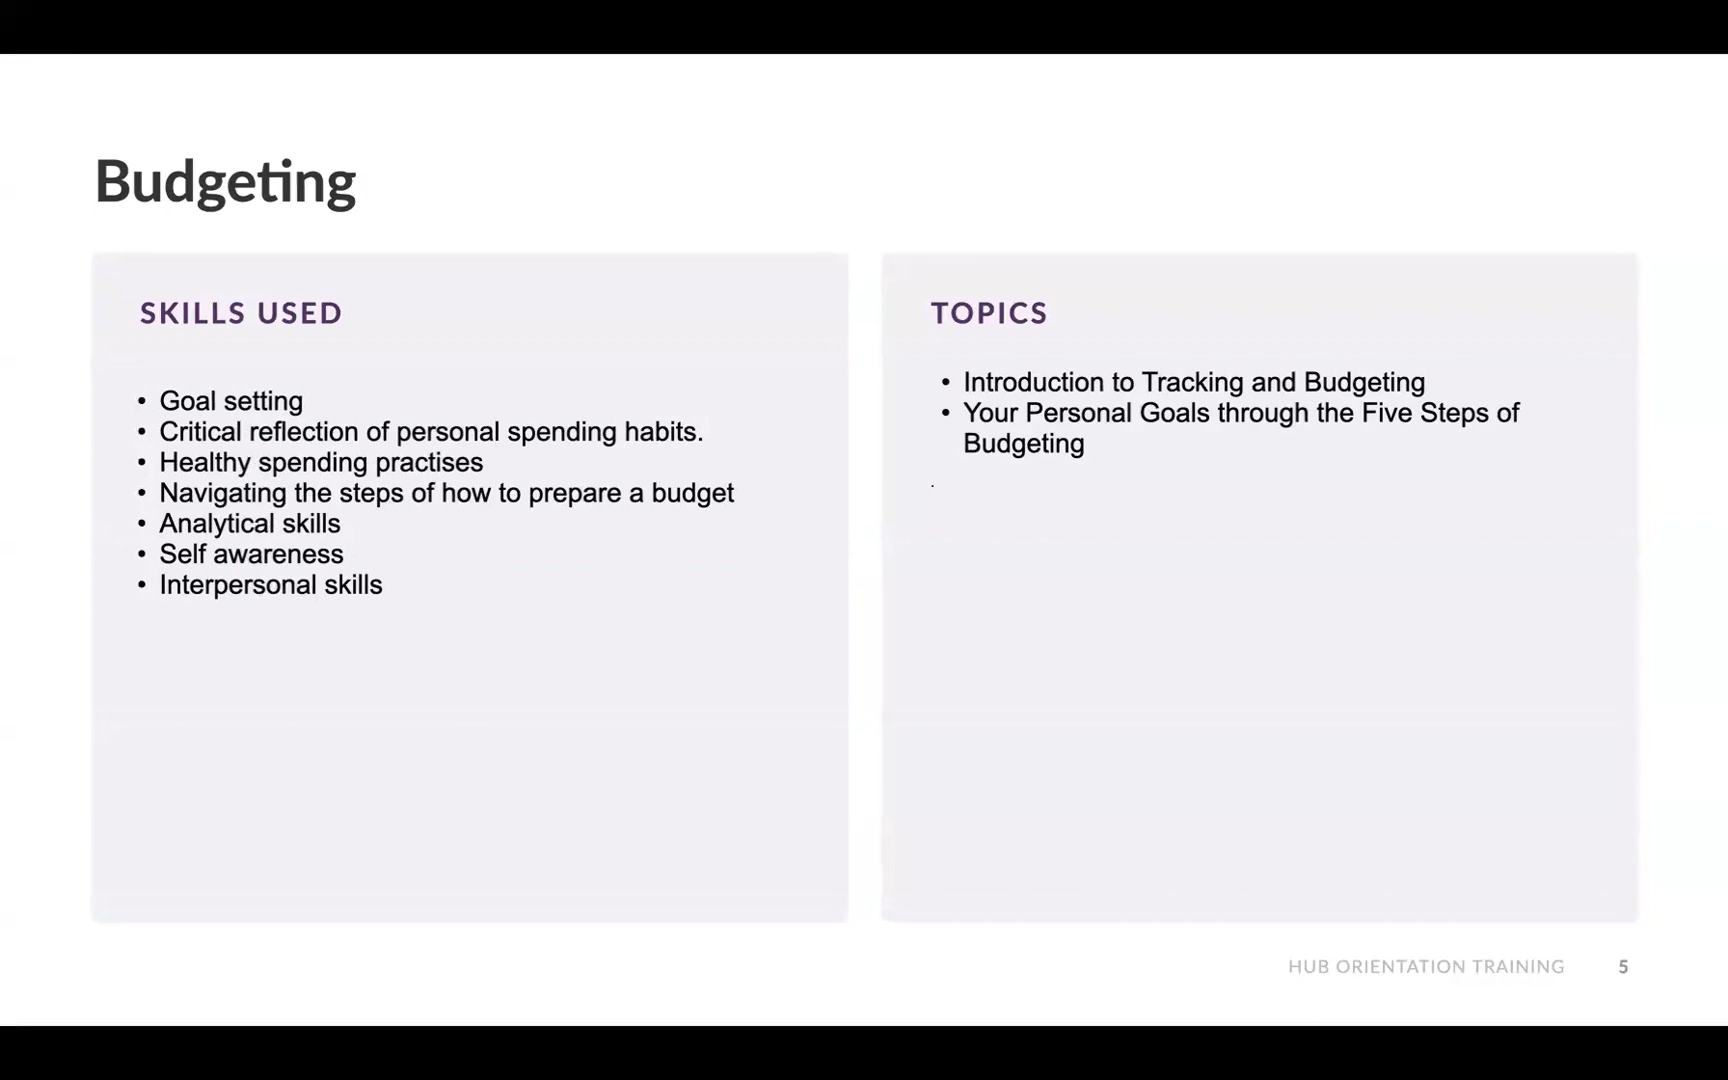 Budgeting
SKILLS USED
• Goal setting
• Critical reflection of personal spending habits.
• Healthy spending practises
• Navigating the steps of how to prepare a budget
• Analytical skills
• Self awareness
• Interpersonal skills
TOPICS
• Introduction to Tracking and Budgeting
• Your Personal Goals through the Five Steps of
Budgeting
.
HUB ORIENTATION TRAINING 5